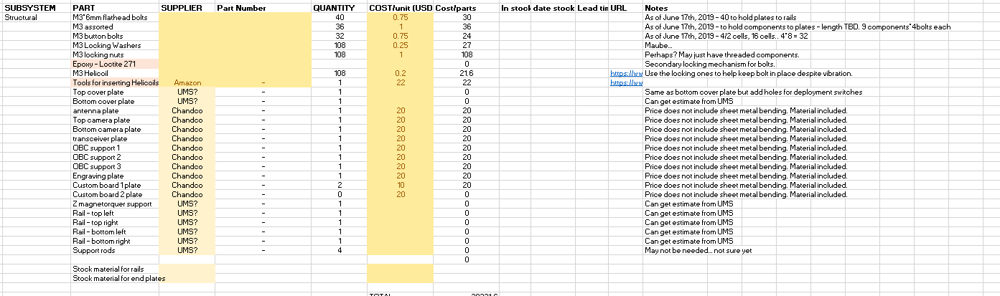 SUBSYSTEM PART SUPPLIER Part Number QUANTITY COST/unit (USD Cost/parts In stock date stock Lead tin URL Notes
Structural M3*6mm flathead bolts 40 0.75 30 As of June 17th, 2019 - 40 to hold plates to rails
M3 assorted 36 1 36 As of June 17th, 2019 - to hold components to plates - length TBD. 9 components*4bolts each
M3 button bolts 32 0.75 24 As of June 17th, 2019 - 4/2 cells, 16 cells.. 4*8 = 32
M3 Locking Washers 108 0.25 27 Maube...
M3 locking nuts 108 1 108 Perhaps? May just have threaded components.
Epoxy - Loctite 271 0 Secondary locking mechanism for bolts.
M3 Helicoil 108 0.2 21.6 https://ww Use the locking ones to help keep bolt in place despite vibration.
Tools for inserting Helicoils Amazon - 1 22 22 https://ww
Top cover plate UMS? - 1 0 Same as bottom cover plate but add holes for deployment switches
Bottom cover plate UMS? - 1 0 Can get estimate from UMS
antenna plate Chandco - 1 20 20 Price does not include sheet metal bending. Material included.
Top camera plate Chandco - 1 20 20 Price does not include sheet metal bending. Material included.
Bottom camera plate Chandco - 1 20 20 Price does not include sheet metal bending. Material included.
transceiver plate Chandco - 1 20 20 Price does not include sheet metal bending. Material included.
OBC support 1 Chandco - 1 20 20 Price does not include sheet metal bending. Material included.
OBC support 2 Chandco - 1 20 20 Price does not include sheet metal bending. Material included.
OBC support 3 Chandco - 1 20 20 Price does not include sheet metal bending. Material included.
Engraving plate Chandco - 1 20 20 Price does not include sheet metal bending. Material included.
Custom board 1 plate Chandco - 2 10 20 Price does not include sheet metal bending. Material included.
Custom board 2 plate Chandco - 0 20 0 Price does not include sheet metal bending. Material included.
Z magnetorquer support UMS? - 1 0 Can get estimate from UMS
Rail - top left UMS? - 1 0 Can get estimate from UMS
Rail - top right UMS? - 1 0 Can get estimate from UMS
Rail - bottom left UMS? - 1 0 Can get estimate from UMS
Rail - bottom right UMS? - 1 0 Can get estimate from UMS
Support rods UMS? - 4 0 May not be needed... not sure yet
0
Stock material for rails
Stock material for end plates
TOTAL